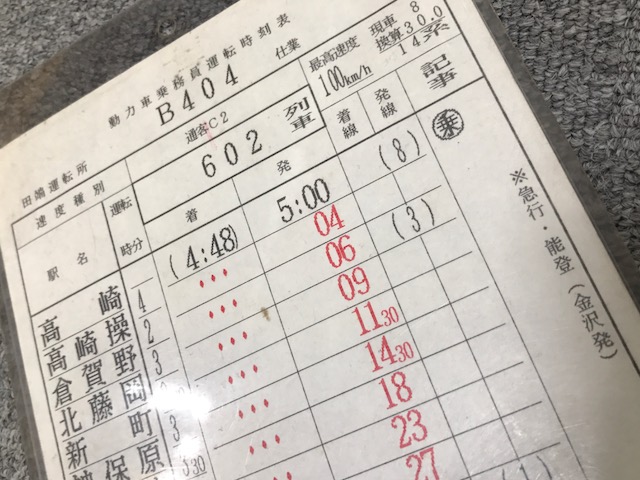 動力車乗務員運転時刻表
B404 仕業
現車 8
換算 30.0
14系
最高速度
100km/h
通客C2
602 列車
着線 発線 記事
田端運転所
速度種別
運転時分
駅名
着 発
高崎 (4:48) 5:00 (8) 乗
4
高崎操 ・・・ 04 (3)
2
倉賀野 ・・・ 06
3
北藤岡 ・・・ 09
新町 ・・・ 11 30
3
神保原 ・・・ 14 30
3 30
・・・ 18
・・・ 23
27
(1)
※急行・能登(金沢発)